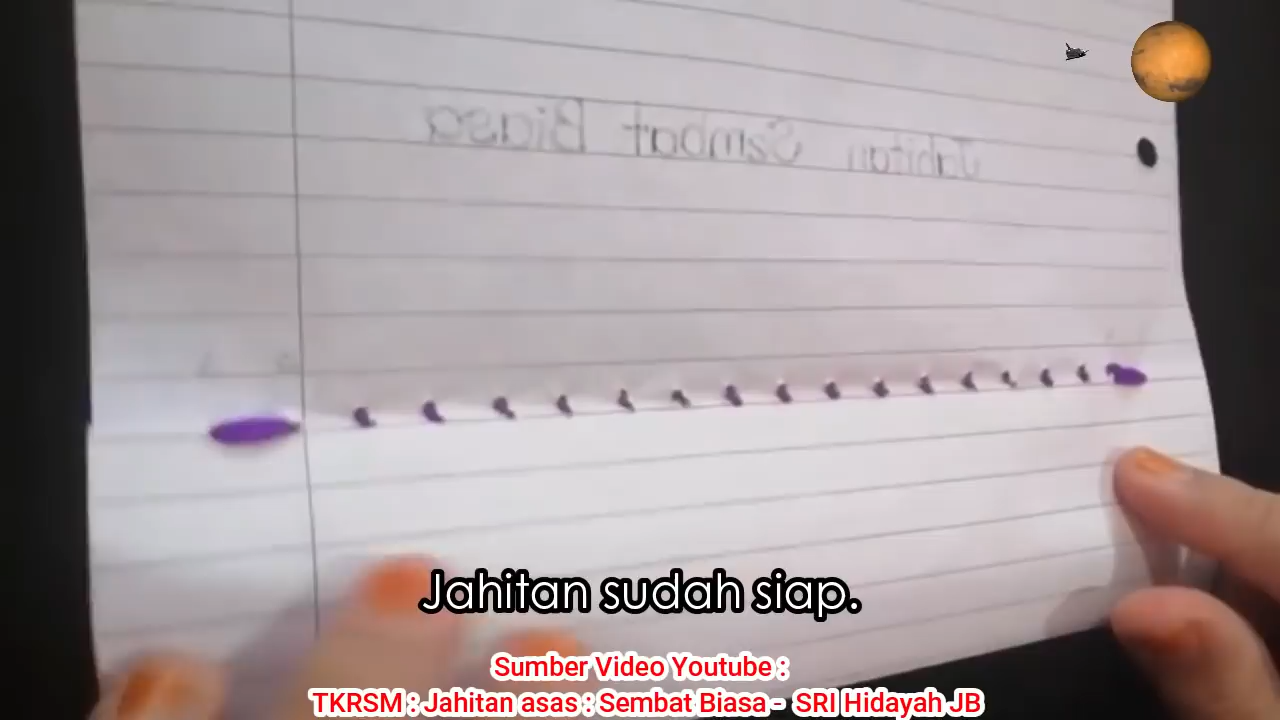 Jahitan Sembat Biasa
Jahitan sudah siap.
Sumber Video Youtube :
TKRSM : Jahitan asas : Sembat Biasa - SRI Hidayah JB